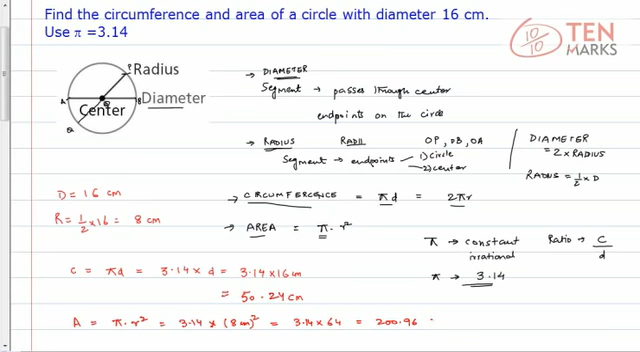 Find the circumference and area of a circle with diameter 16 cm.
Use π =3.14
10/10 TEN MARKS
P Radius
A B Diameter
Center
Q
→ DIAMETER
Segment → passes through center
endpoints on the circle
→ RADIUS RADII OP, OB, OA
Segment → endpoints 1) circle
2) center
DIAMETER
= 2 × RADIUS
RADIUS = 1/2 × D
D = 16 cm
R = 1/2 × 16 = 8 cm
→ CIRCUMFERENCE = πd = 2πr
→ AREA = π · r²
π → constant Ratio → C/d
irrational
π → 3.14
C = πd = 3.14 × d = 3.14 × 16 cm
= 50.24 cm
A = π · r² = 3.14 × (8 cm)² = 3.14 × 64 = 200.96